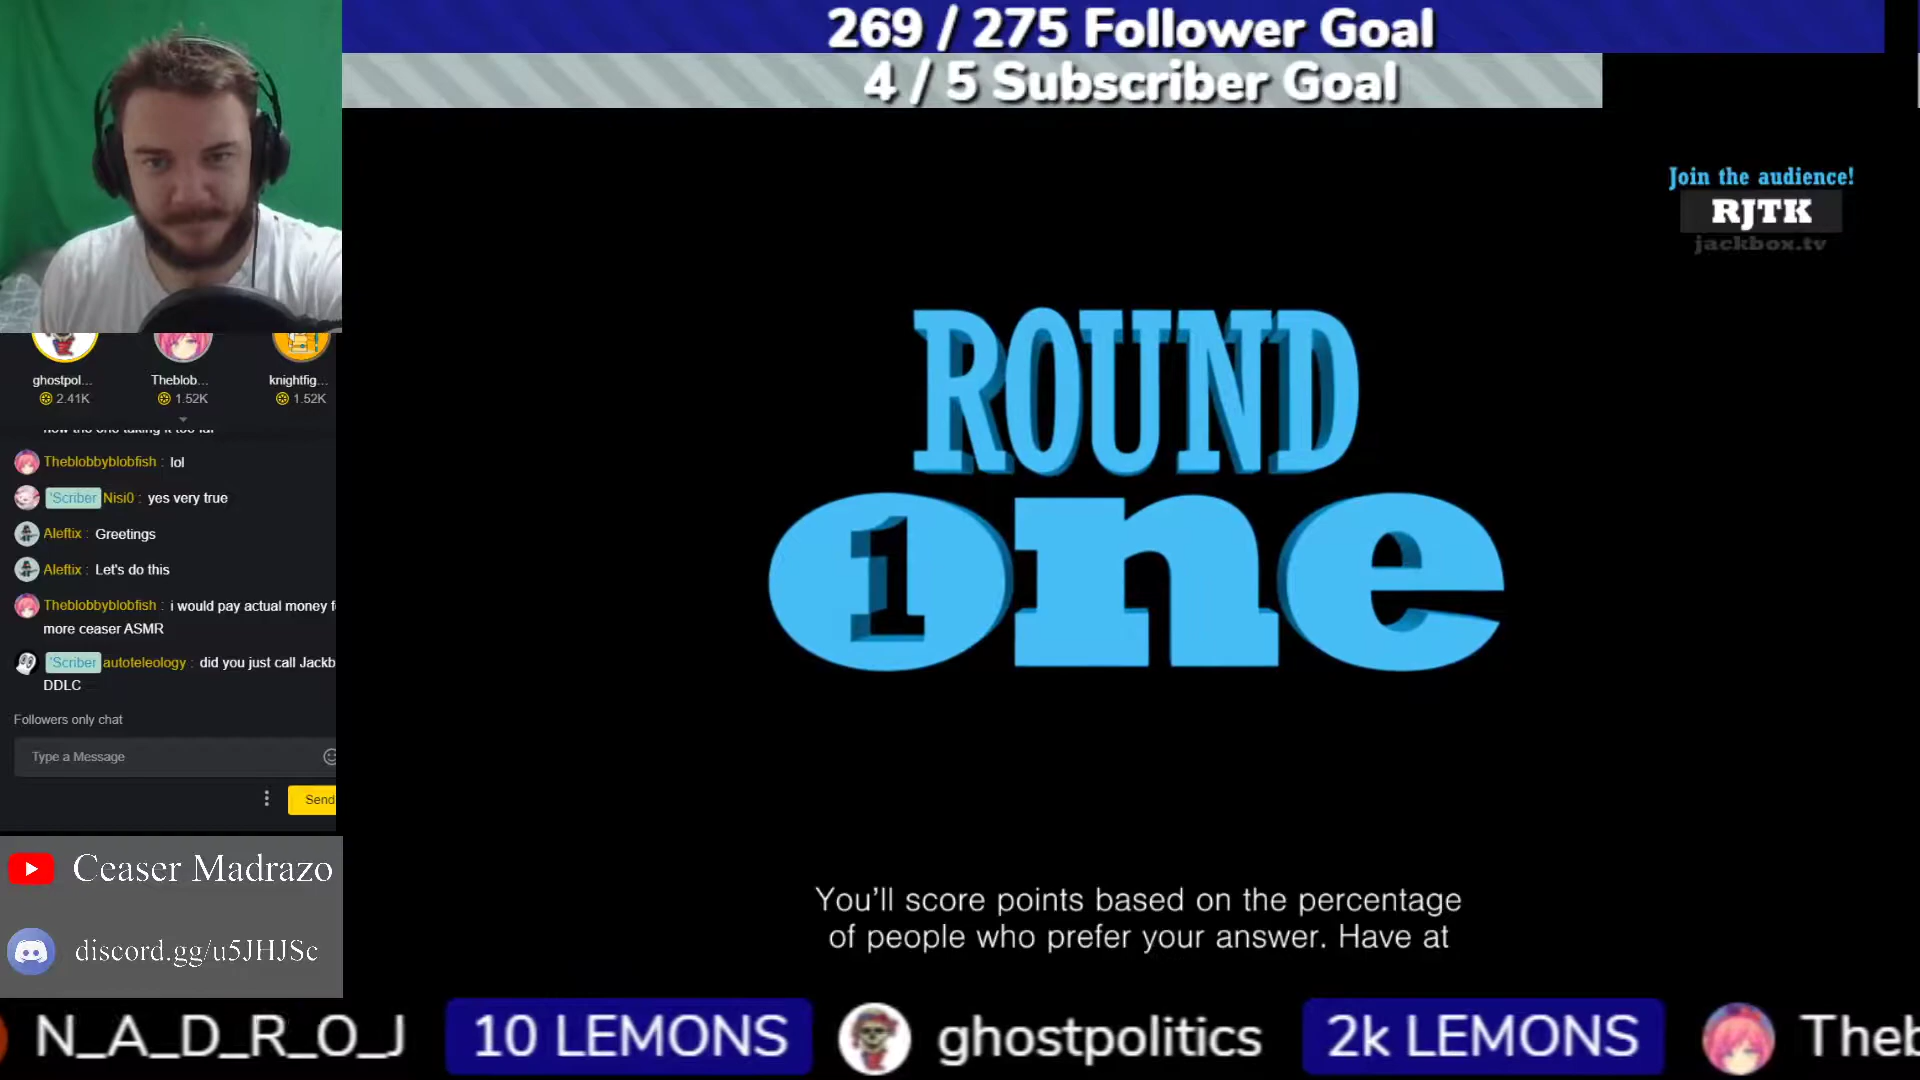 269 / 275 Follower Goal
4 / 5 Subscriber Goal
Join the audience!
RJTK
jackbox.tv
ROUND
one
1
ghostpol...
Theblob...
knightfig...
2.41K
1.52K
1.52K
Theblobbyblobfish : lol
'Scriber Nisi0 : yes very true
Aleftix : Greetings
Aleftix : Let's do this
Theblobbyblobfish : i would pay actual money
more ceaser ASMR
'Scriber autoteleology : did you just call Jackb
DDLC
Followers only chat
Type a Message
Send
Ceaser Madrazo
discord.gg/u5JHJSc
You'll score points based on the percentage
of people who prefer your answer. Have at
N_A_D_R_O_J 10 LEMONS ghostpolitics 2k LEMONS Theb